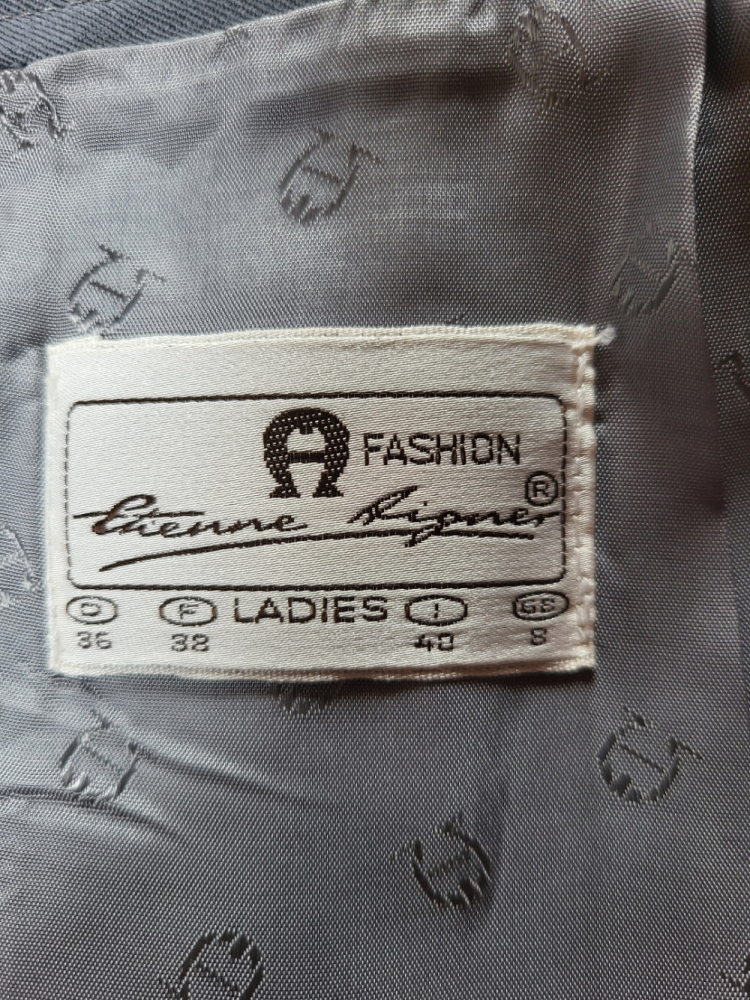 A FASHION
Etienne Aigner ®
D F LADIES I GB
36 38 40 8